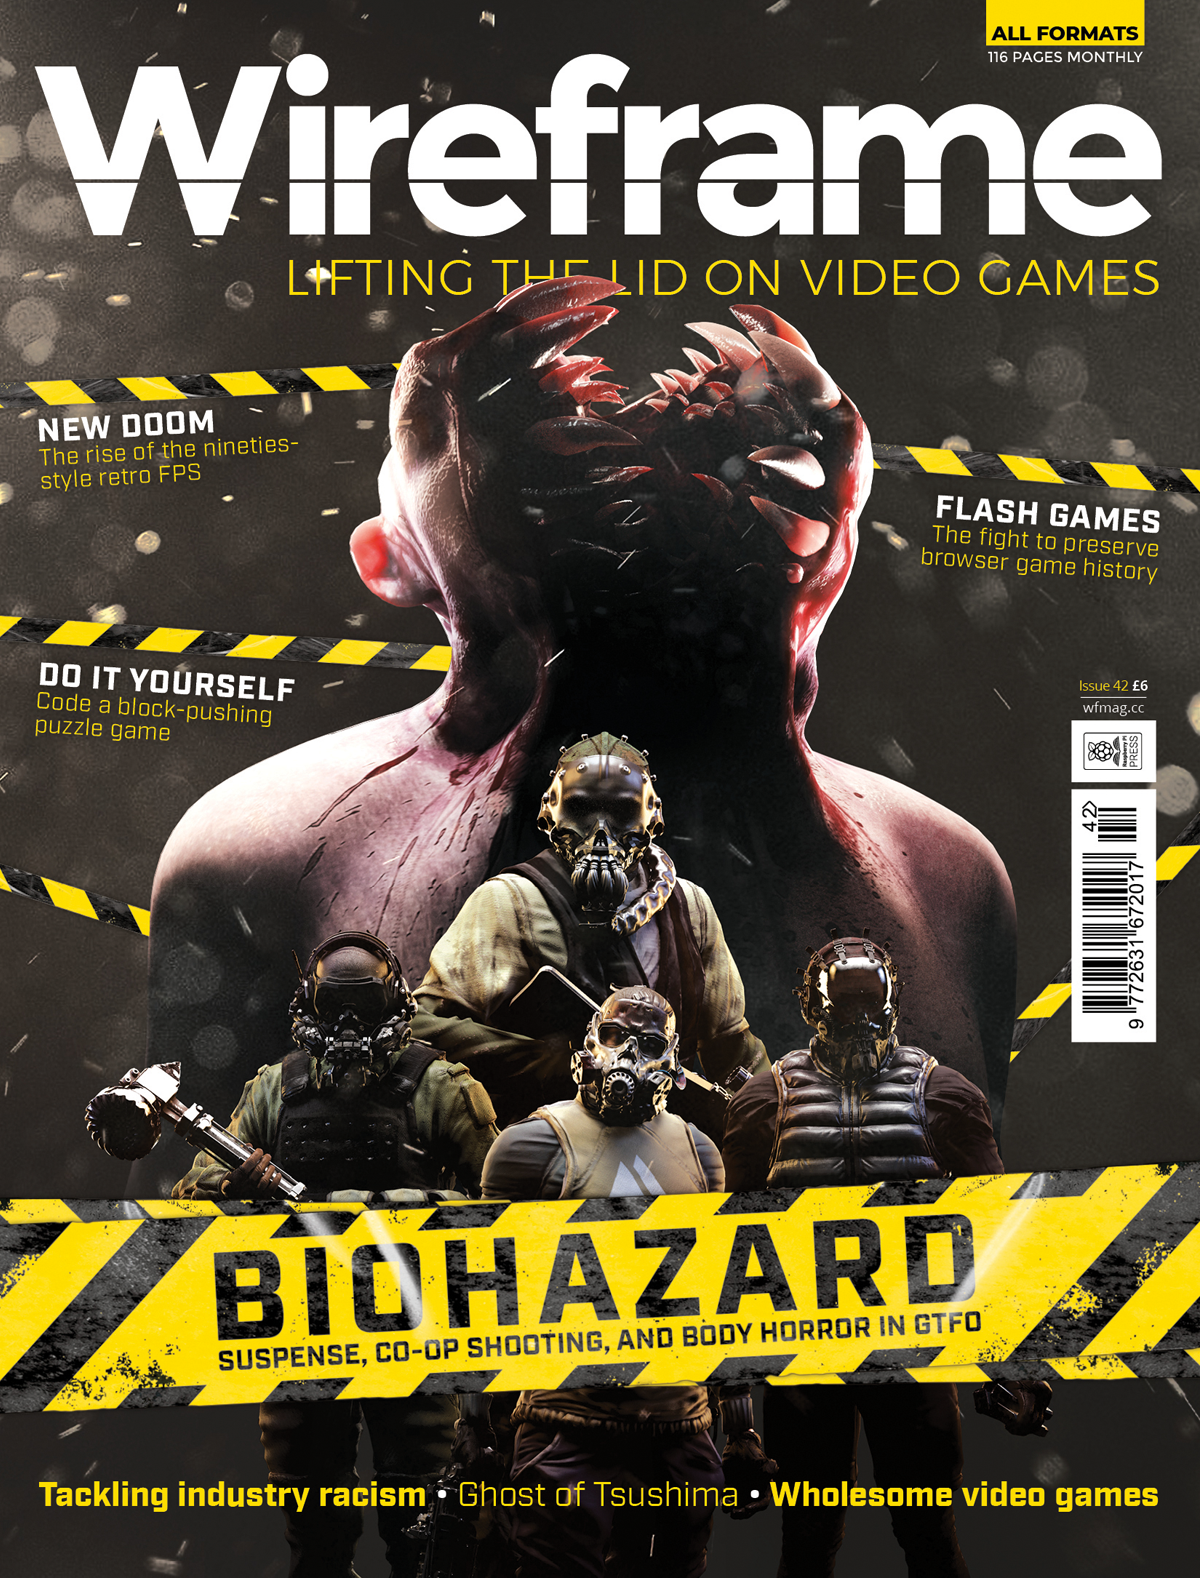 ALL FORMATS
116 PAGES MONTHLY
Wireframe
LIFTING THE LID ON VIDEO GAMES
NEW DOOM
The rise of the nineties-
style retro FPS
FLASH GAMES
The fight to preserve
browser game history
DO IT YOURSELF
Code a block-pushing
puzzle game
Issue 42 £6
wfmag.cc
Raspberry Pi
PRESS
42
9 772631 672017
BIOHAZARD
SUSPENSE, CO-OP SHOOTING, AND BODY HORROR IN GTFO
Tackling industry racism • Ghost of Tsushima • Wholesome video games